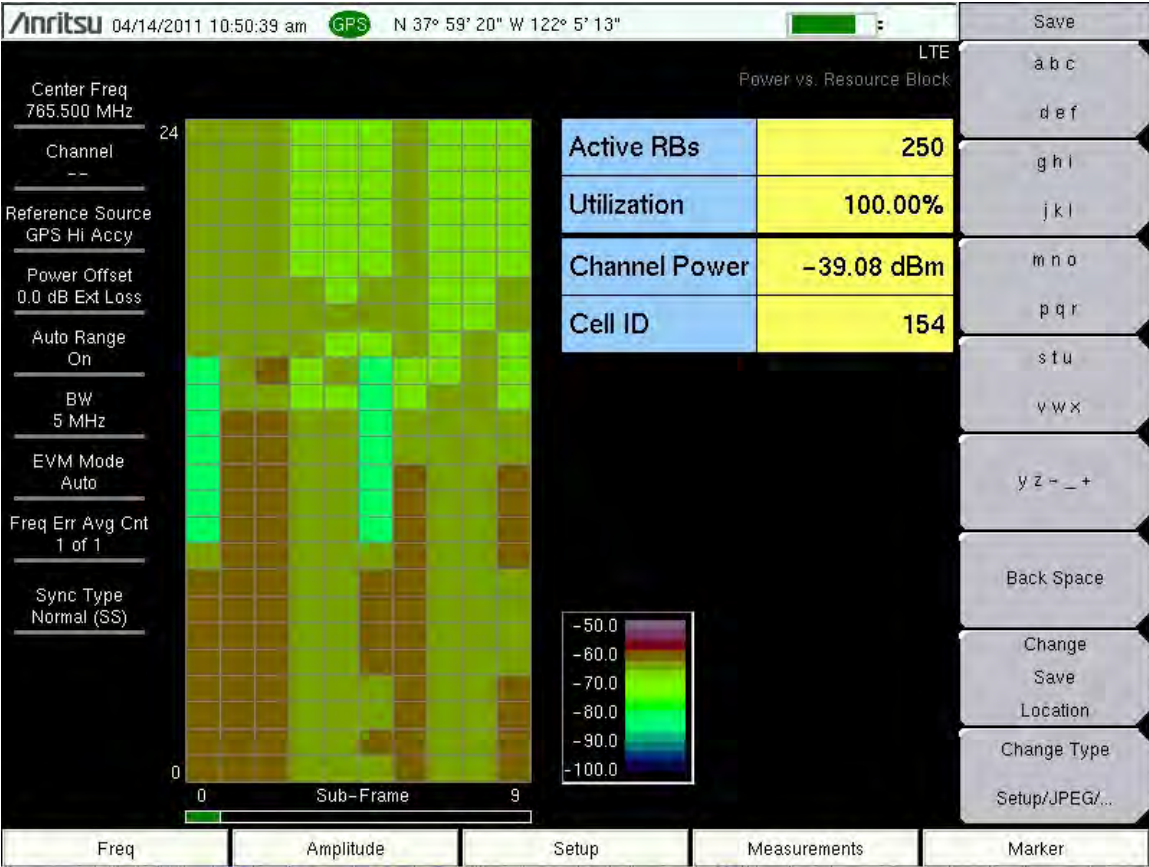 Anritsu 04/14/2011 10:50:39 am GPS N 37° 59' 20" W 122° 5' 13"
Save
LTE
Power vs. Resource Block
Center Freq
765.500 MHz
Channel
--
Reference Source
GPS Hi Accy
Power Offset
0.0 dB Ext Loss
Auto Range
On
BW
5 MHz
EVM Mode
Auto
Freq Err Avg Cnt
1 of 1
Sync Type
Normal (SS)
24
0
0 Sub-Frame 9
Active RBs 250
Utilization 100.00%
Channel Power -39.08 dBm
Cell ID 154
-50.0
-60.0
-70.0
-80.0
-90.0
-100.0
a b c
d e f
g h i
j k l
m n o
p q r
s t u
v w x
y z - _ +
Back Space
Change
Save
Location
Change Type
Setup/JPEG/...
Freq Amplitude Setup Measurements Marker